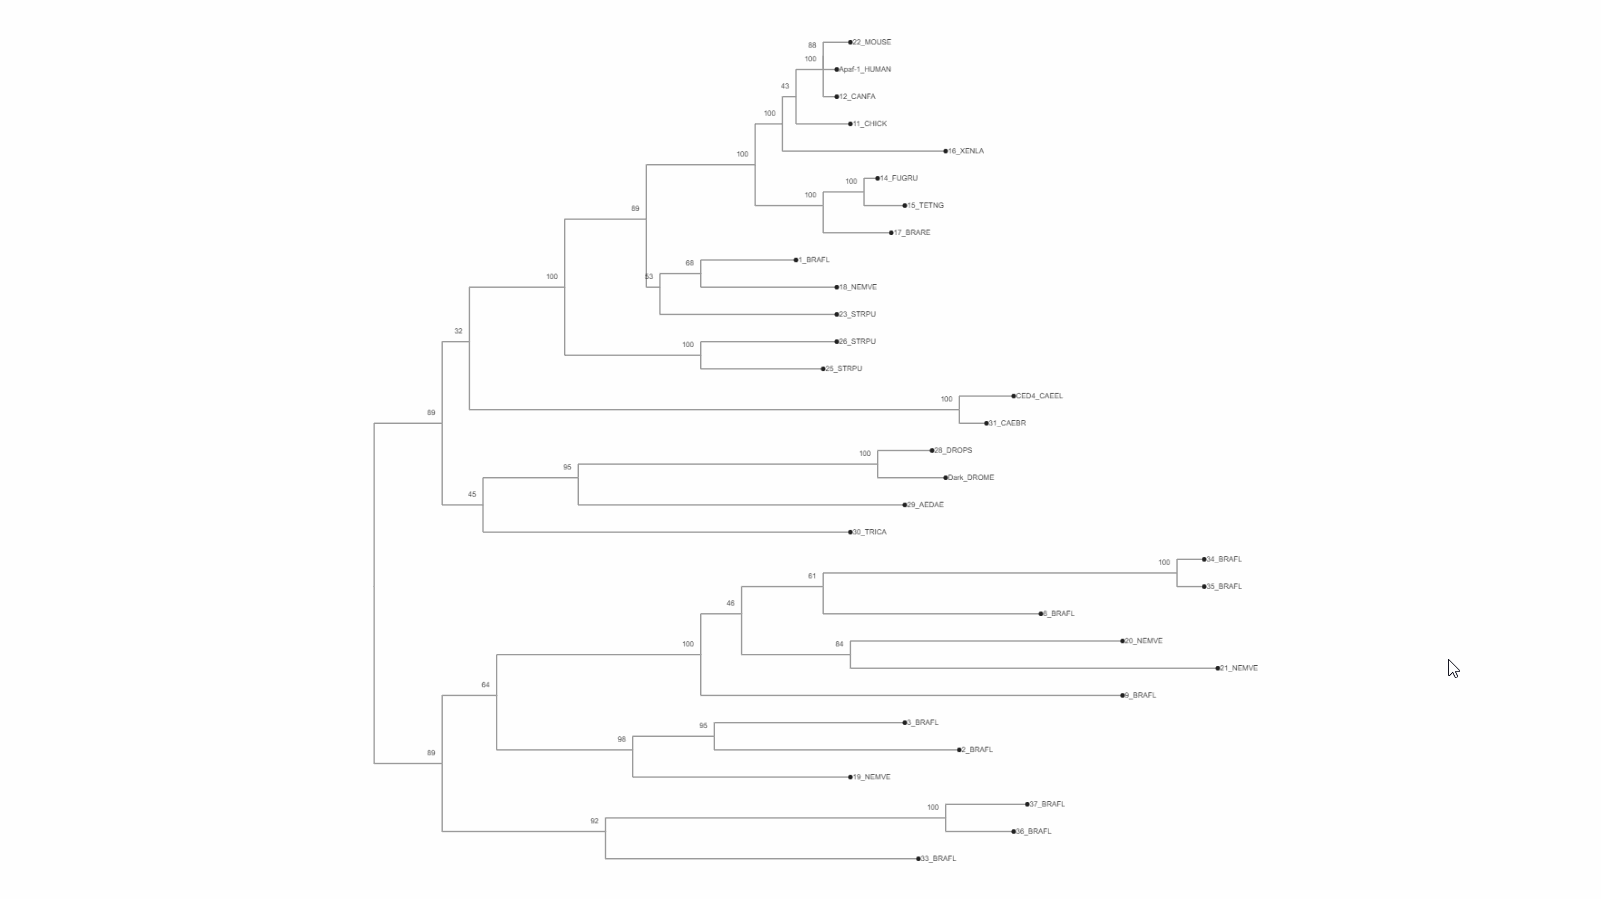 88
22_MOUSE
100
Apaf-1_HUMAN
43
12_CANFA
100
11_CHICK
100
16_XENLA
100
14_FUGRU
100
15_TETNG
89
17_BRARE
68
1_BRAFL
100
53
18_NEMVE
23_STRPU
32
100
26_STRPU
25_STRPU
100
CED4_CAEEL
89
31_CAEBR
100
28_DROPS
95
Dark_DROME
45
29_AEDAE
30_TRICA
100
34_BRAFL
61
35_BRAFL
46
6_BRAFL
100
84
20_NEMVE
21_NEMVE
64
9_BRAFL
95
3_BRAFL
98
2_BRAFL
89
19_NEMVE
100
37_BRAFL
92
36_BRAFL
33_BRAFL